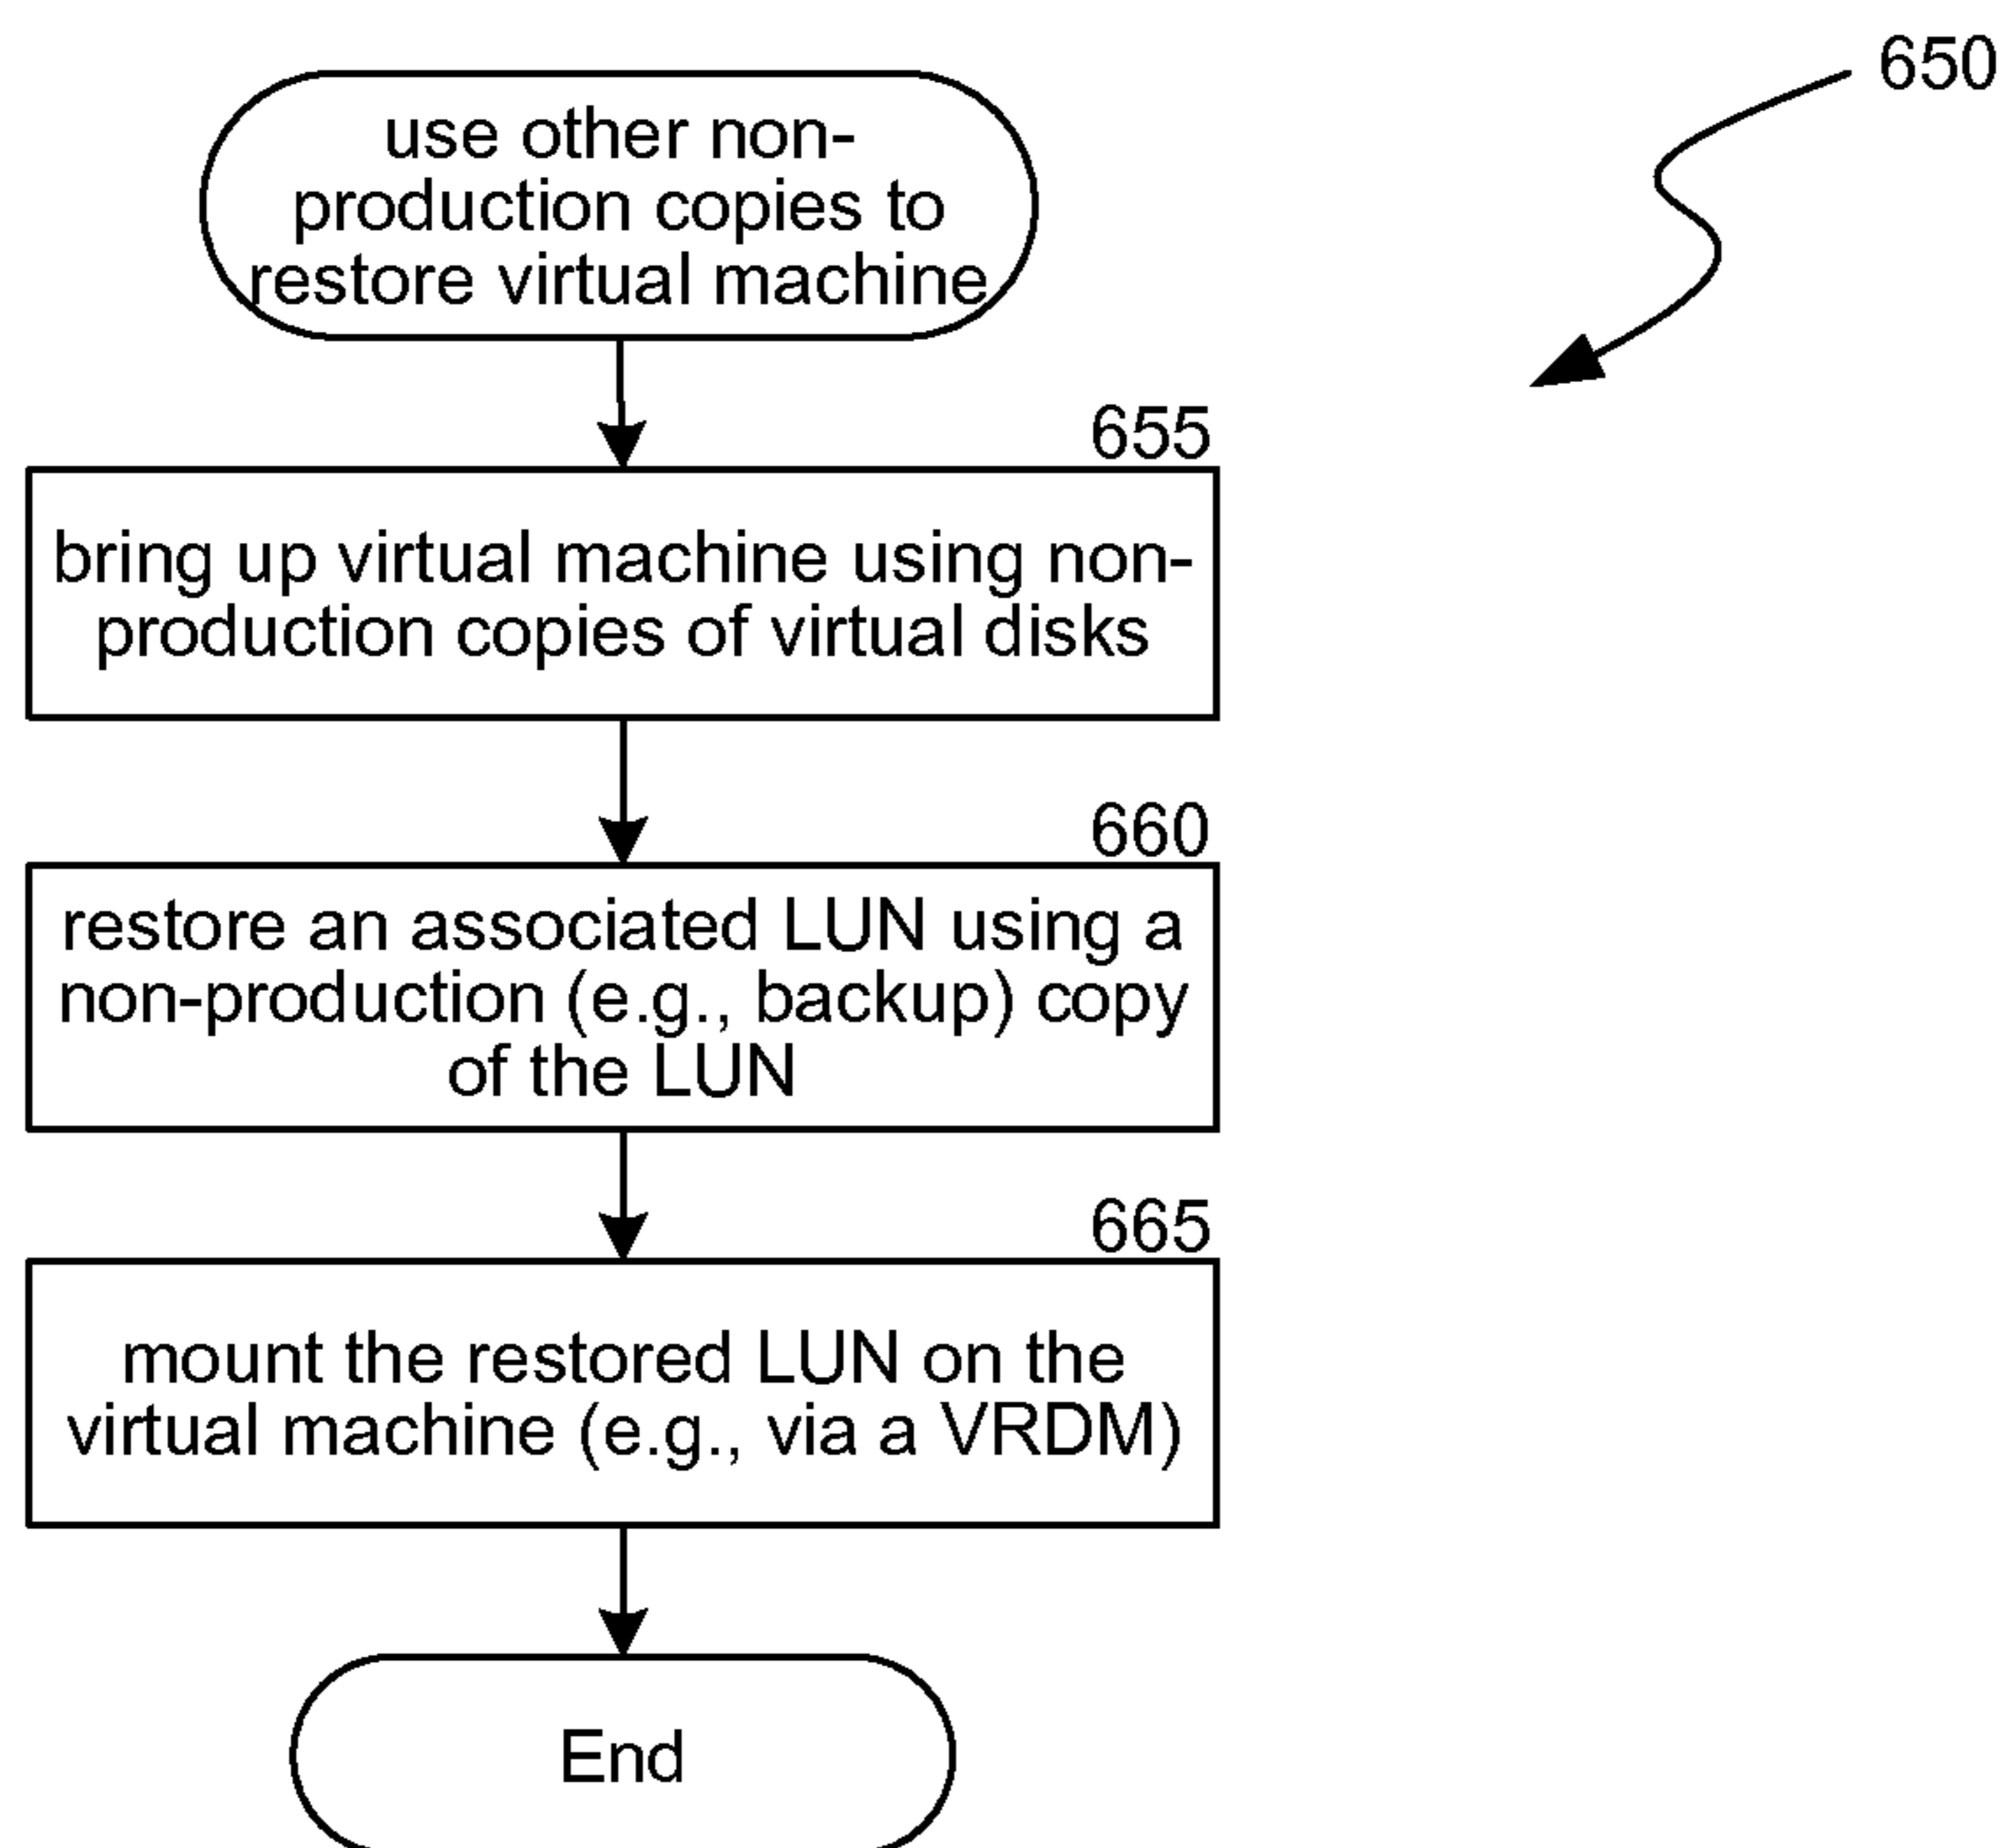 650
use other non-
production copies to
restore virtual machine
655
bring up virtual machine using non-
production copies of virtual disks
660
restore an associated LUN using a
non-production (e.g., backup) copy
of the LUN
665
mount the restored LUN on the
virtual machine (e.g., via a VRDM)
End